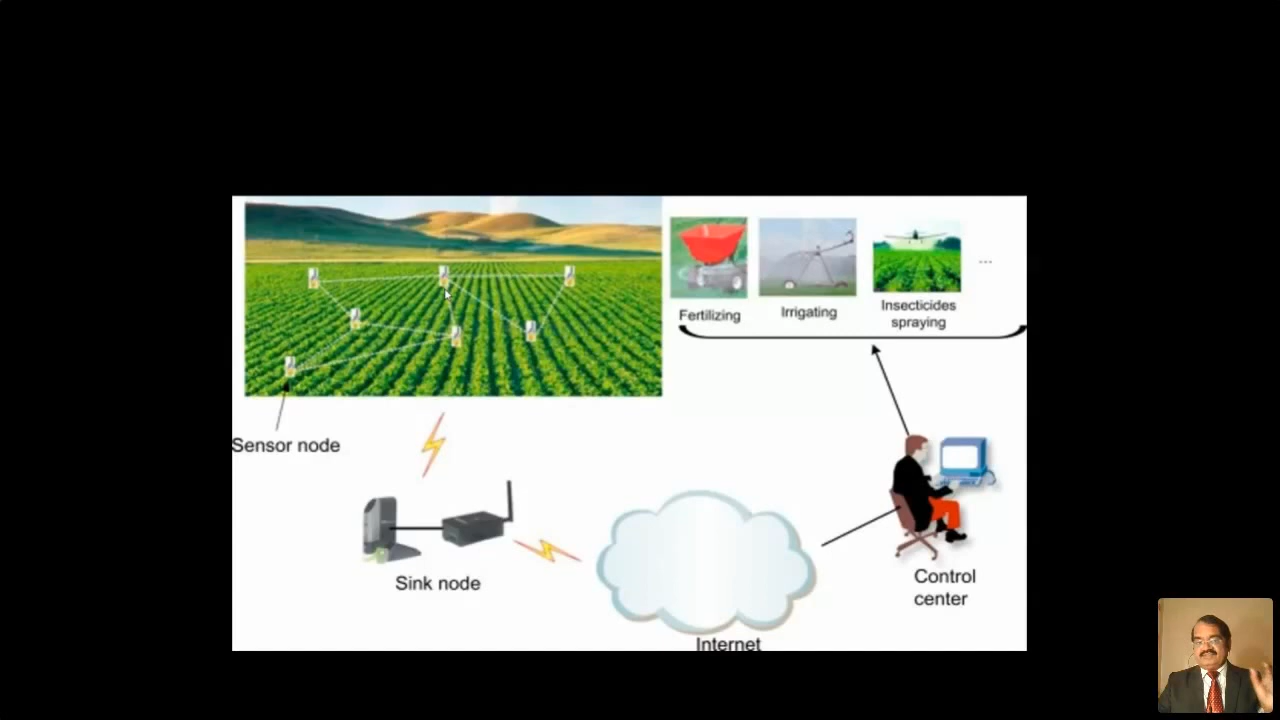 Fertilizing
Irrigating
Insecticides
spraying
...
Sensor node
Sink node
Control
center
Internet